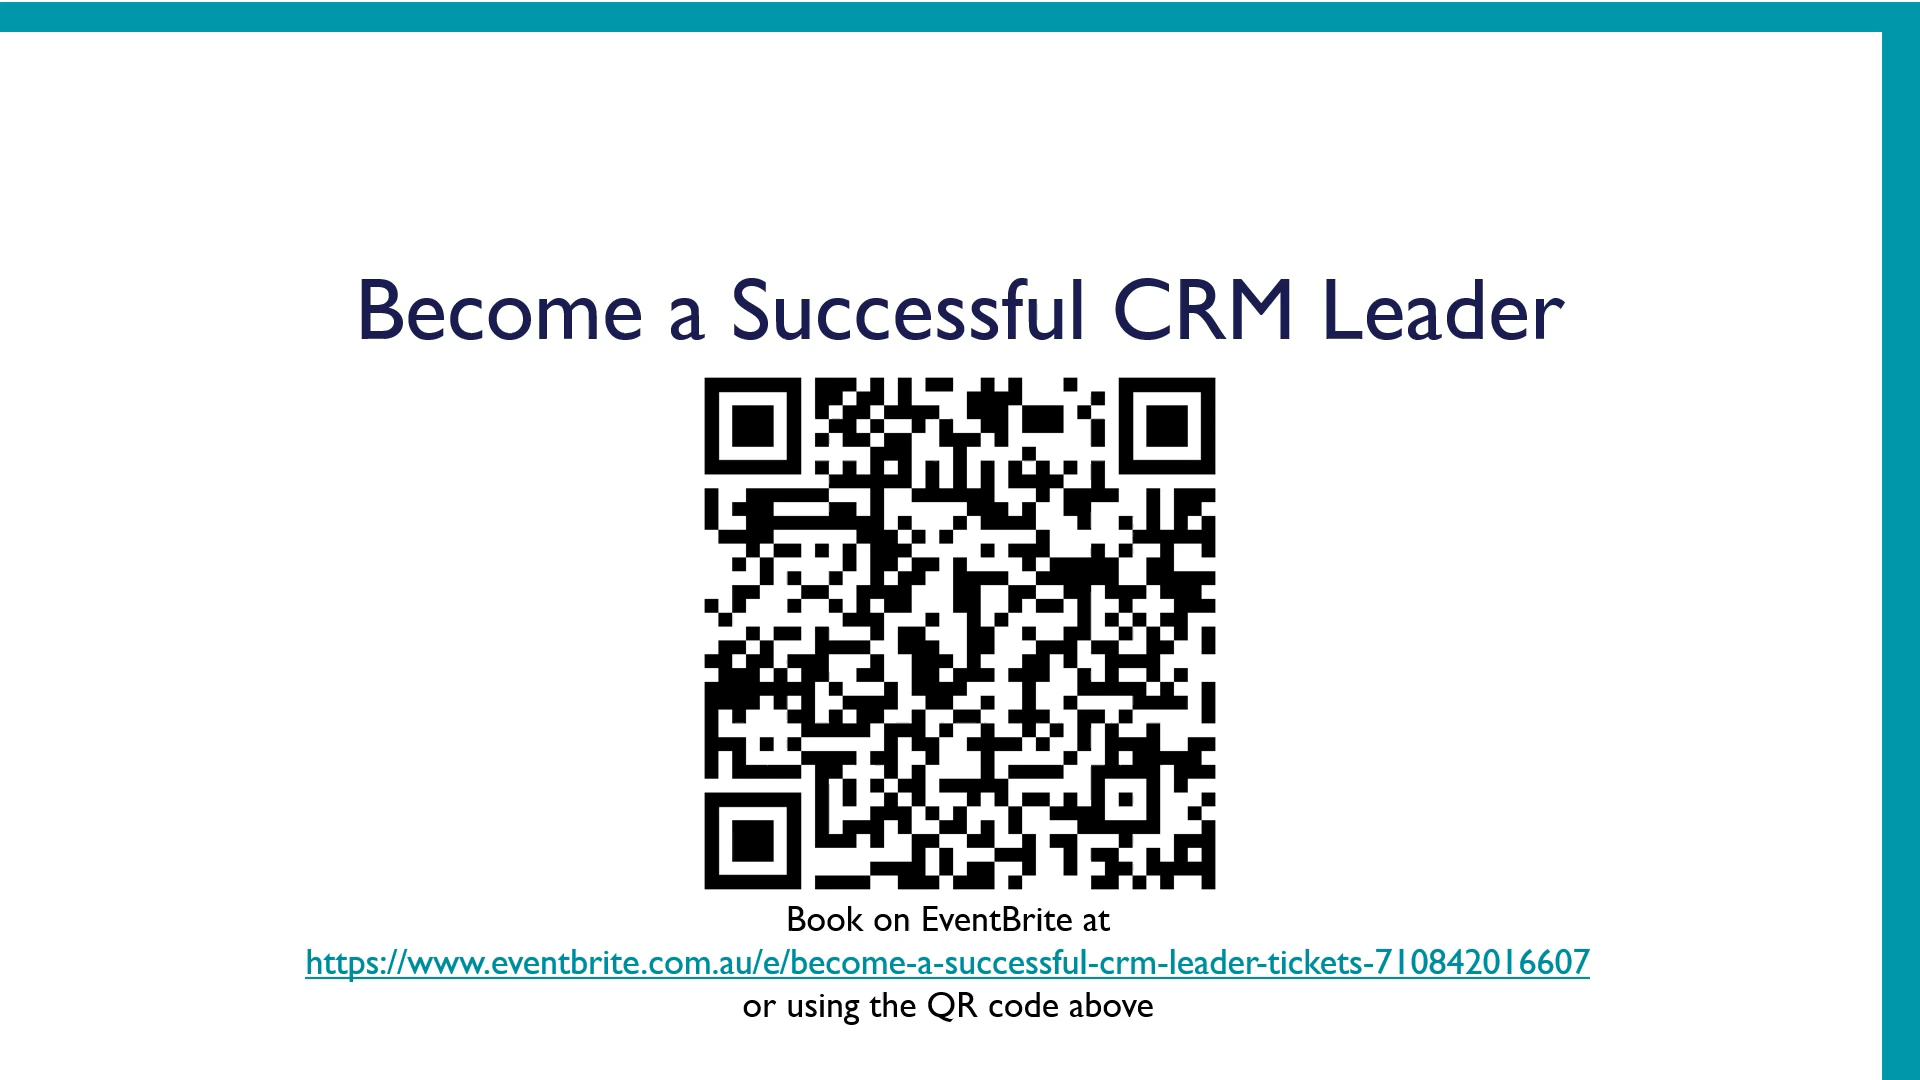 Become a Successful CRM Leader
Book on EventBrite at
https://www.eventbrite.com.au/e/become-a-successful-crm-leader-tickets-710842016607
or using the QR code above